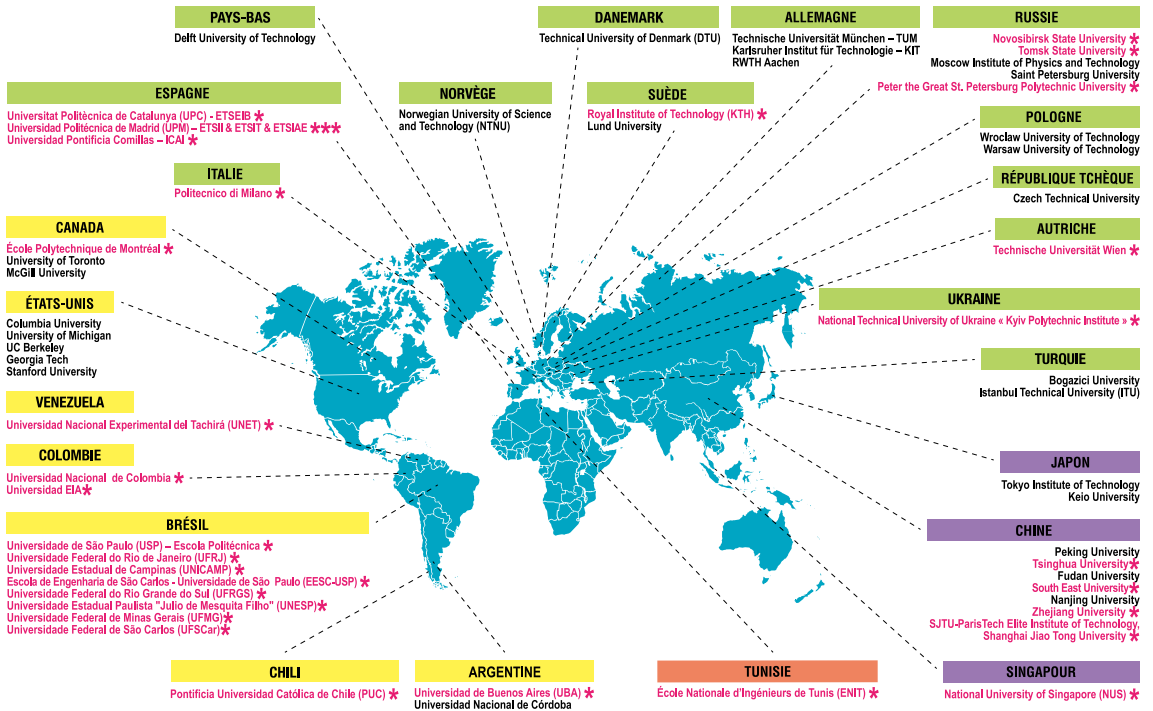 PAYS-BAS
Delft University of Technology
DANEMARK
Technical University of Denmark (DTU)
ALLEMAGNE
Technische Universität München – TUM
Karlsruher Institut für Technologie – KIT
RWTH Aachen
RUSSIE
Novosibirsk State University *
Tomsk State University *
Moscow Institute of Physics and Technology
Saint Petersburg University
Peter the Great St. Petersburg Polytechnic University *
ESPAGNE
Universitat Politècnica de Catalunya (UPC) - ETSEIB *
Universidad Politécnica de Madrid (UPM) – ETSII & ETSIT & ETSIAE ***
Universidad Pontificia Comillas – ICAI *
NORVÈGE
Norwegian University of Science
and Technology (NTNU)
SUÈDE
Royal Institute of Technology (KTH) *
Lund University
POLOGNE
Wroclaw University of Technology
Warsaw University of Technology
ITALIE
Politecnico di Milano *
RÉPUBLIQUE TCHÈQUE
Czech Technical University
CANADA
École Polytechnique de Montréal *
University of Toronto
McGill University
AUTRICHE
Technische Universität Wien *
ÉTATS-UNIS
Columbia University
University of Michigan
UC Berkeley
Georgia Tech
Stanford University
UKRAINE
National Technical University of Ukraine « Kyiv Polytechnic Institute » *
TURQUIE
Bogazici University
Istanbul Technical University (ITU)
VENEZUELA
Universidad Nacional Experimental del Tachirá (UNET) *
COLOMBIE
Universidad Nacional de Colombia *
Universidad EIA*
JAPON
Tokyo Institute of Technology
Keio University
BRÉSIL
Universidade de São Paulo (USP) – Escola Politécnica *
Universidade Federal do Rio de Janeiro (UFRJ) *
Universidade Estadual de Campinas (UNICAMP) *
Escola de Engenharia de São Carlos - Universidade de São Paulo (EESC-USP) *
Universidade Federal do Rio Grande do Sul (UFRGS) *
Universidade Estadual Paulista "Julio de Mesquita Filho" (UNESP)*
Universidade Federal de Minas Gerais (UFMG)*
Universidade Federal de São Carlos (UFSCar)*
CHINE
Peking University
Tsinghua University*
Fudan University
South East University*
Nanjing University
Zhejiang University *
SJTU-ParisTech Elite Institute of Technology,
Shanghai Jiao Tong University *
CHILI
Pontificia Universidad Católica de Chile (PUC) *
ARGENTINE
Universidad de Buenos Aires (UBA) *
Universidad Nacional de Córdoba
TUNISIE
École Nationale d'Ingénieurs de Tunis (ENIT) *
SINGAPOUR
National University of Singapore (NUS) *